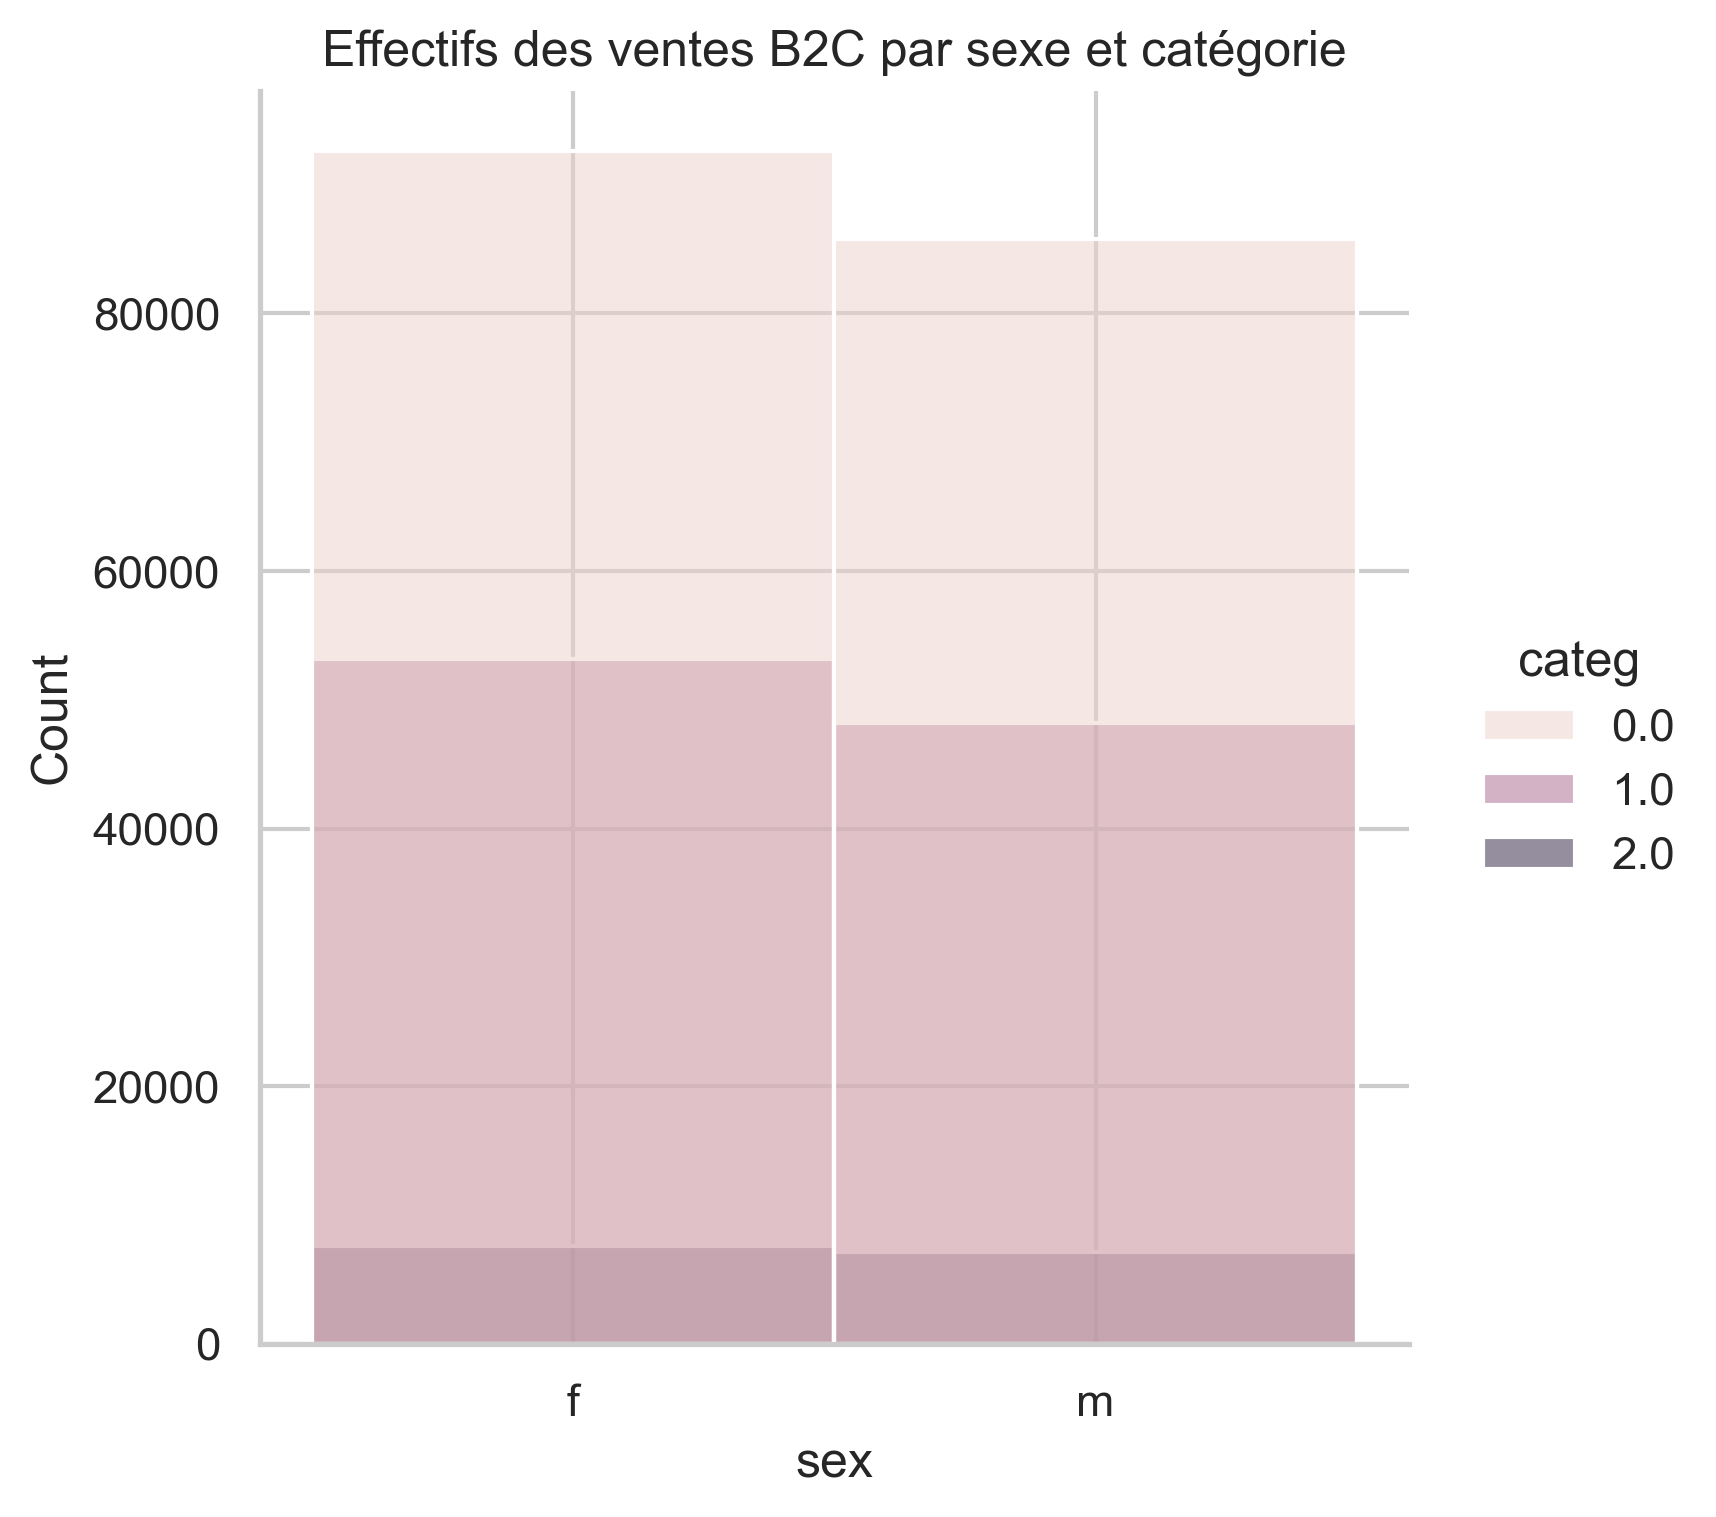 Effectifs des ventes B2C par sexe et catégorie
80000
60000
40000
20000
0
Count
f
m
sex
categ
0.0
1.0
2.0